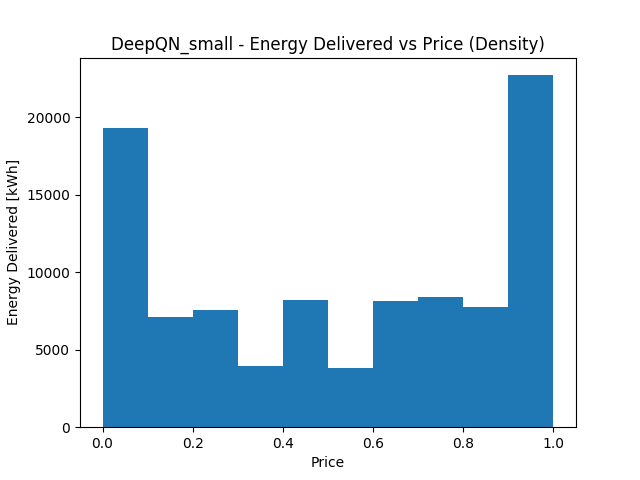 DeepQN_small - Energy Delivered vs Price (Density)
Energy Delivered [kWh]
20000
15000
10000
5000
0
0.0 0.2 0.4 0.6 0.8 1.0
Price